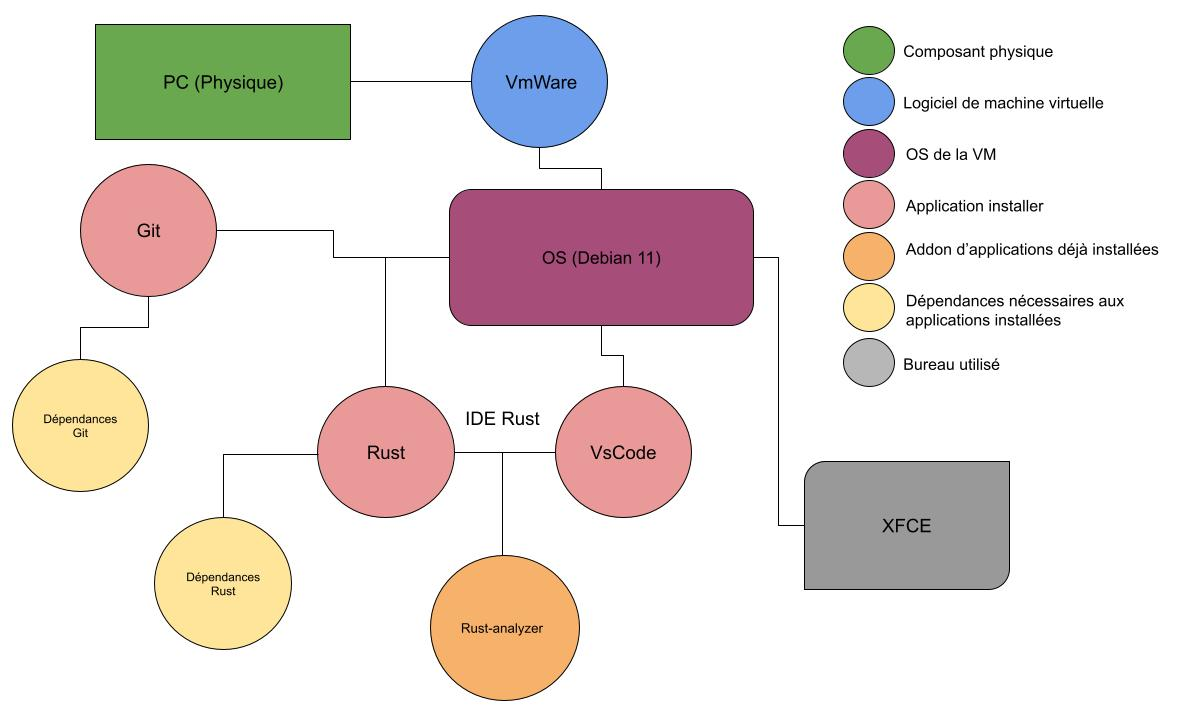 PC (Physique)
VmWare
Git
OS (Debian 11)
Dépendances
Git
Rust
IDE Rust
VsCode
XFCE
Dépendances
Rust
Rust-analyzer
Composant physique
Logiciel de machine virtuelle
OS de la VM
Application installer
Addon d’applications déjà installées
Dépendances nécessaires aux
applications installées
Bureau utilisé